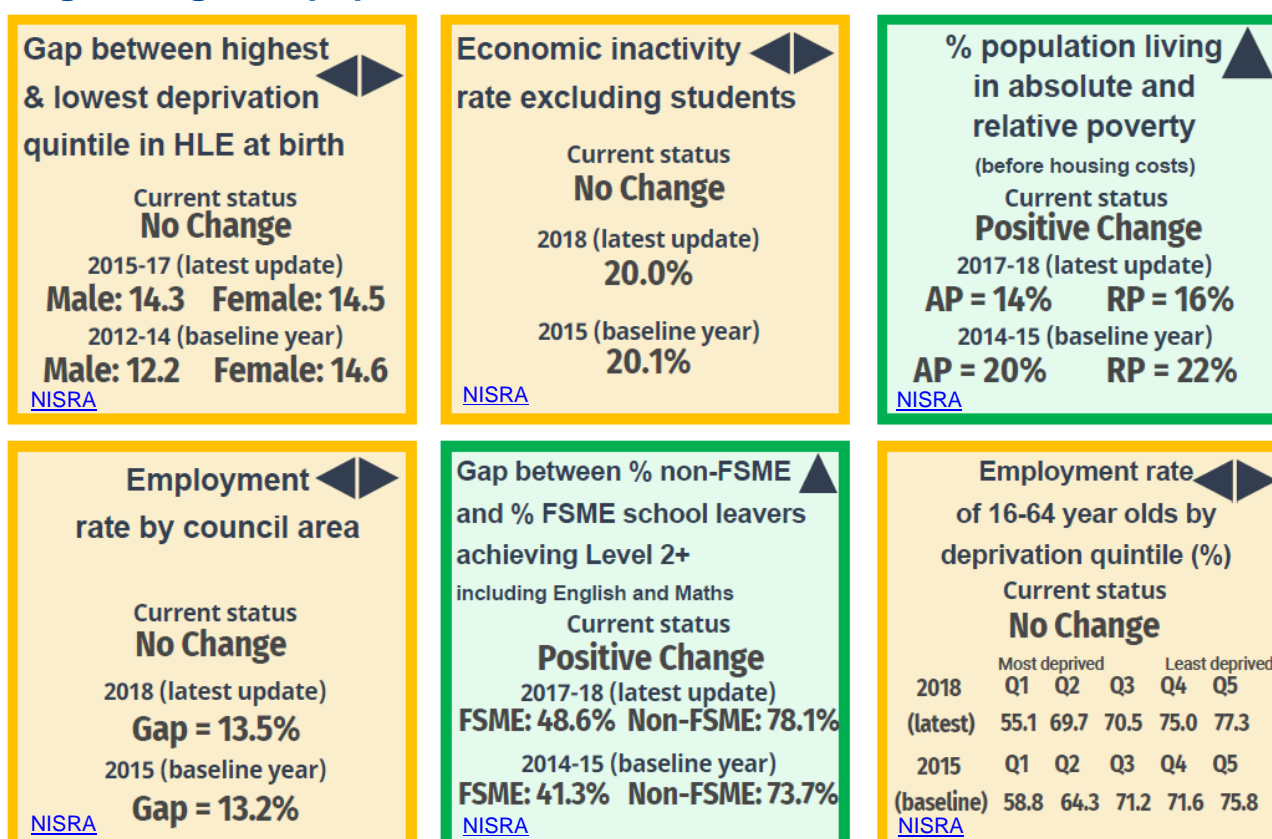 Gap between highest
& lowest deprivation
quintile in HLE at birth
Current status
No Change
2015-17 (latest update)
Male: 14.3 Female: 14.5
2012-14 (baseline year)
Male: 12.2 Female: 14.6
NISRA
Economic inactivity
rate excluding students
Current status
No Change
2018 (latest update)
20.0%
2015 (baseline year)
20.1%
NISRA
% population living
in absolute and
relative poverty
(before housing costs)
Current status
Positive Change
2017-18 (latest update)
AP = 14% RP = 16%
2014-15 (baseline year)
AP = 20% RP = 22%
NISRA
Employment
rate by council area
Current status
No Change
2018 (latest update)
Gap = 13.5%
2015 (baseline year)
Gap = 13.2%
NISRA
Gap between % non-FSME
and % FSME school leavers
achieving Level 2+
including English and Maths
Current status
Positive Change
2017-18 (latest update)
FSME: 48.6% Non-FSME: 78.1%
2014-15 (baseline year)
FSME: 41.3% Non-FSME: 73.7%
NISRA
Employment rate
of 16-64 year olds by
deprivation quintile (%)
Current status
No Change
Most deprived Least deprived
2018 Q1 Q2 Q3 Q4 Q5
(latest) 55.1 69.7 70.5 75.0 77.3
2015 Q1 Q2 Q3 Q4 Q5
(baseline) 58.8 64.3 71.2 71.6 75.8
NISRA